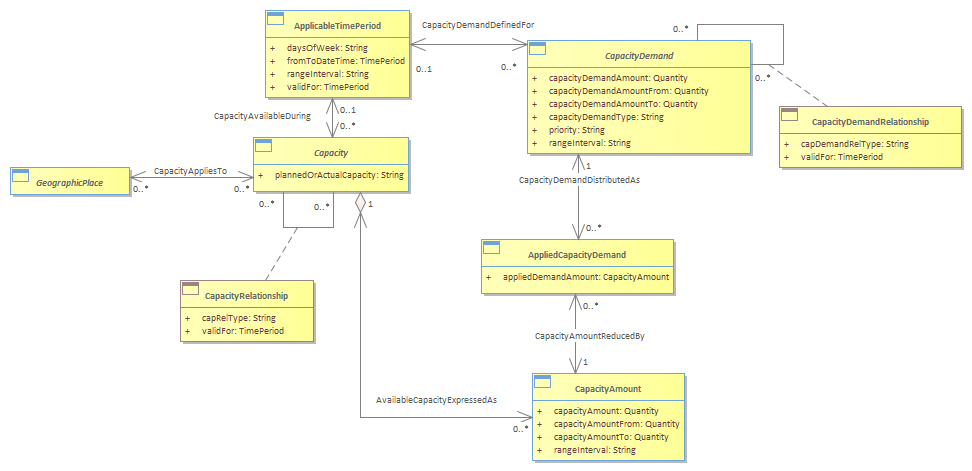 ApplicableTimePeriod
+ daysOfWeek: String
+ fromToDateTime: TimePeriod
+ rangeInterval: String
+ validFor: TimePeriod
CapacityDemandDefinedFor
0..1
0..*
CapacityDemand
+ capacityDemandAmount: Quantity
+ capacityDemandAmountFrom: Quantity
+ capacityDemandAmountTo: Quantity
+ capacityDemandType: String
+ priority: String
+ rangeInterval: String
0..*
0..*
CapacityDemandRelationship
+ capDemandRelType: String
+ validFor: TimePeriod
0..1
CapacityAvailableDuring
0..*
Capacity
+ plannedOrActualCapacity: String
GeographicPlace
CapacityAppliesTo
0..*
0..*
0..*
0..*
1
1
CapacityDemandDistributedAs
0..*
AppliedCapacityDemand
+ appliedDemandAmount: CapacityAmount
CapacityRelationship
+ capRelType: String
+ validFor: TimePeriod
0..*
CapacityAmountReducedBy
1
AvailableCapacityExpressedAs
0..*
CapacityAmount
+ capacityAmount: Quantity
+ capacityAmountFrom: Quantity
+ capacityAmountTo: Quantity
+ rangeInterval: String